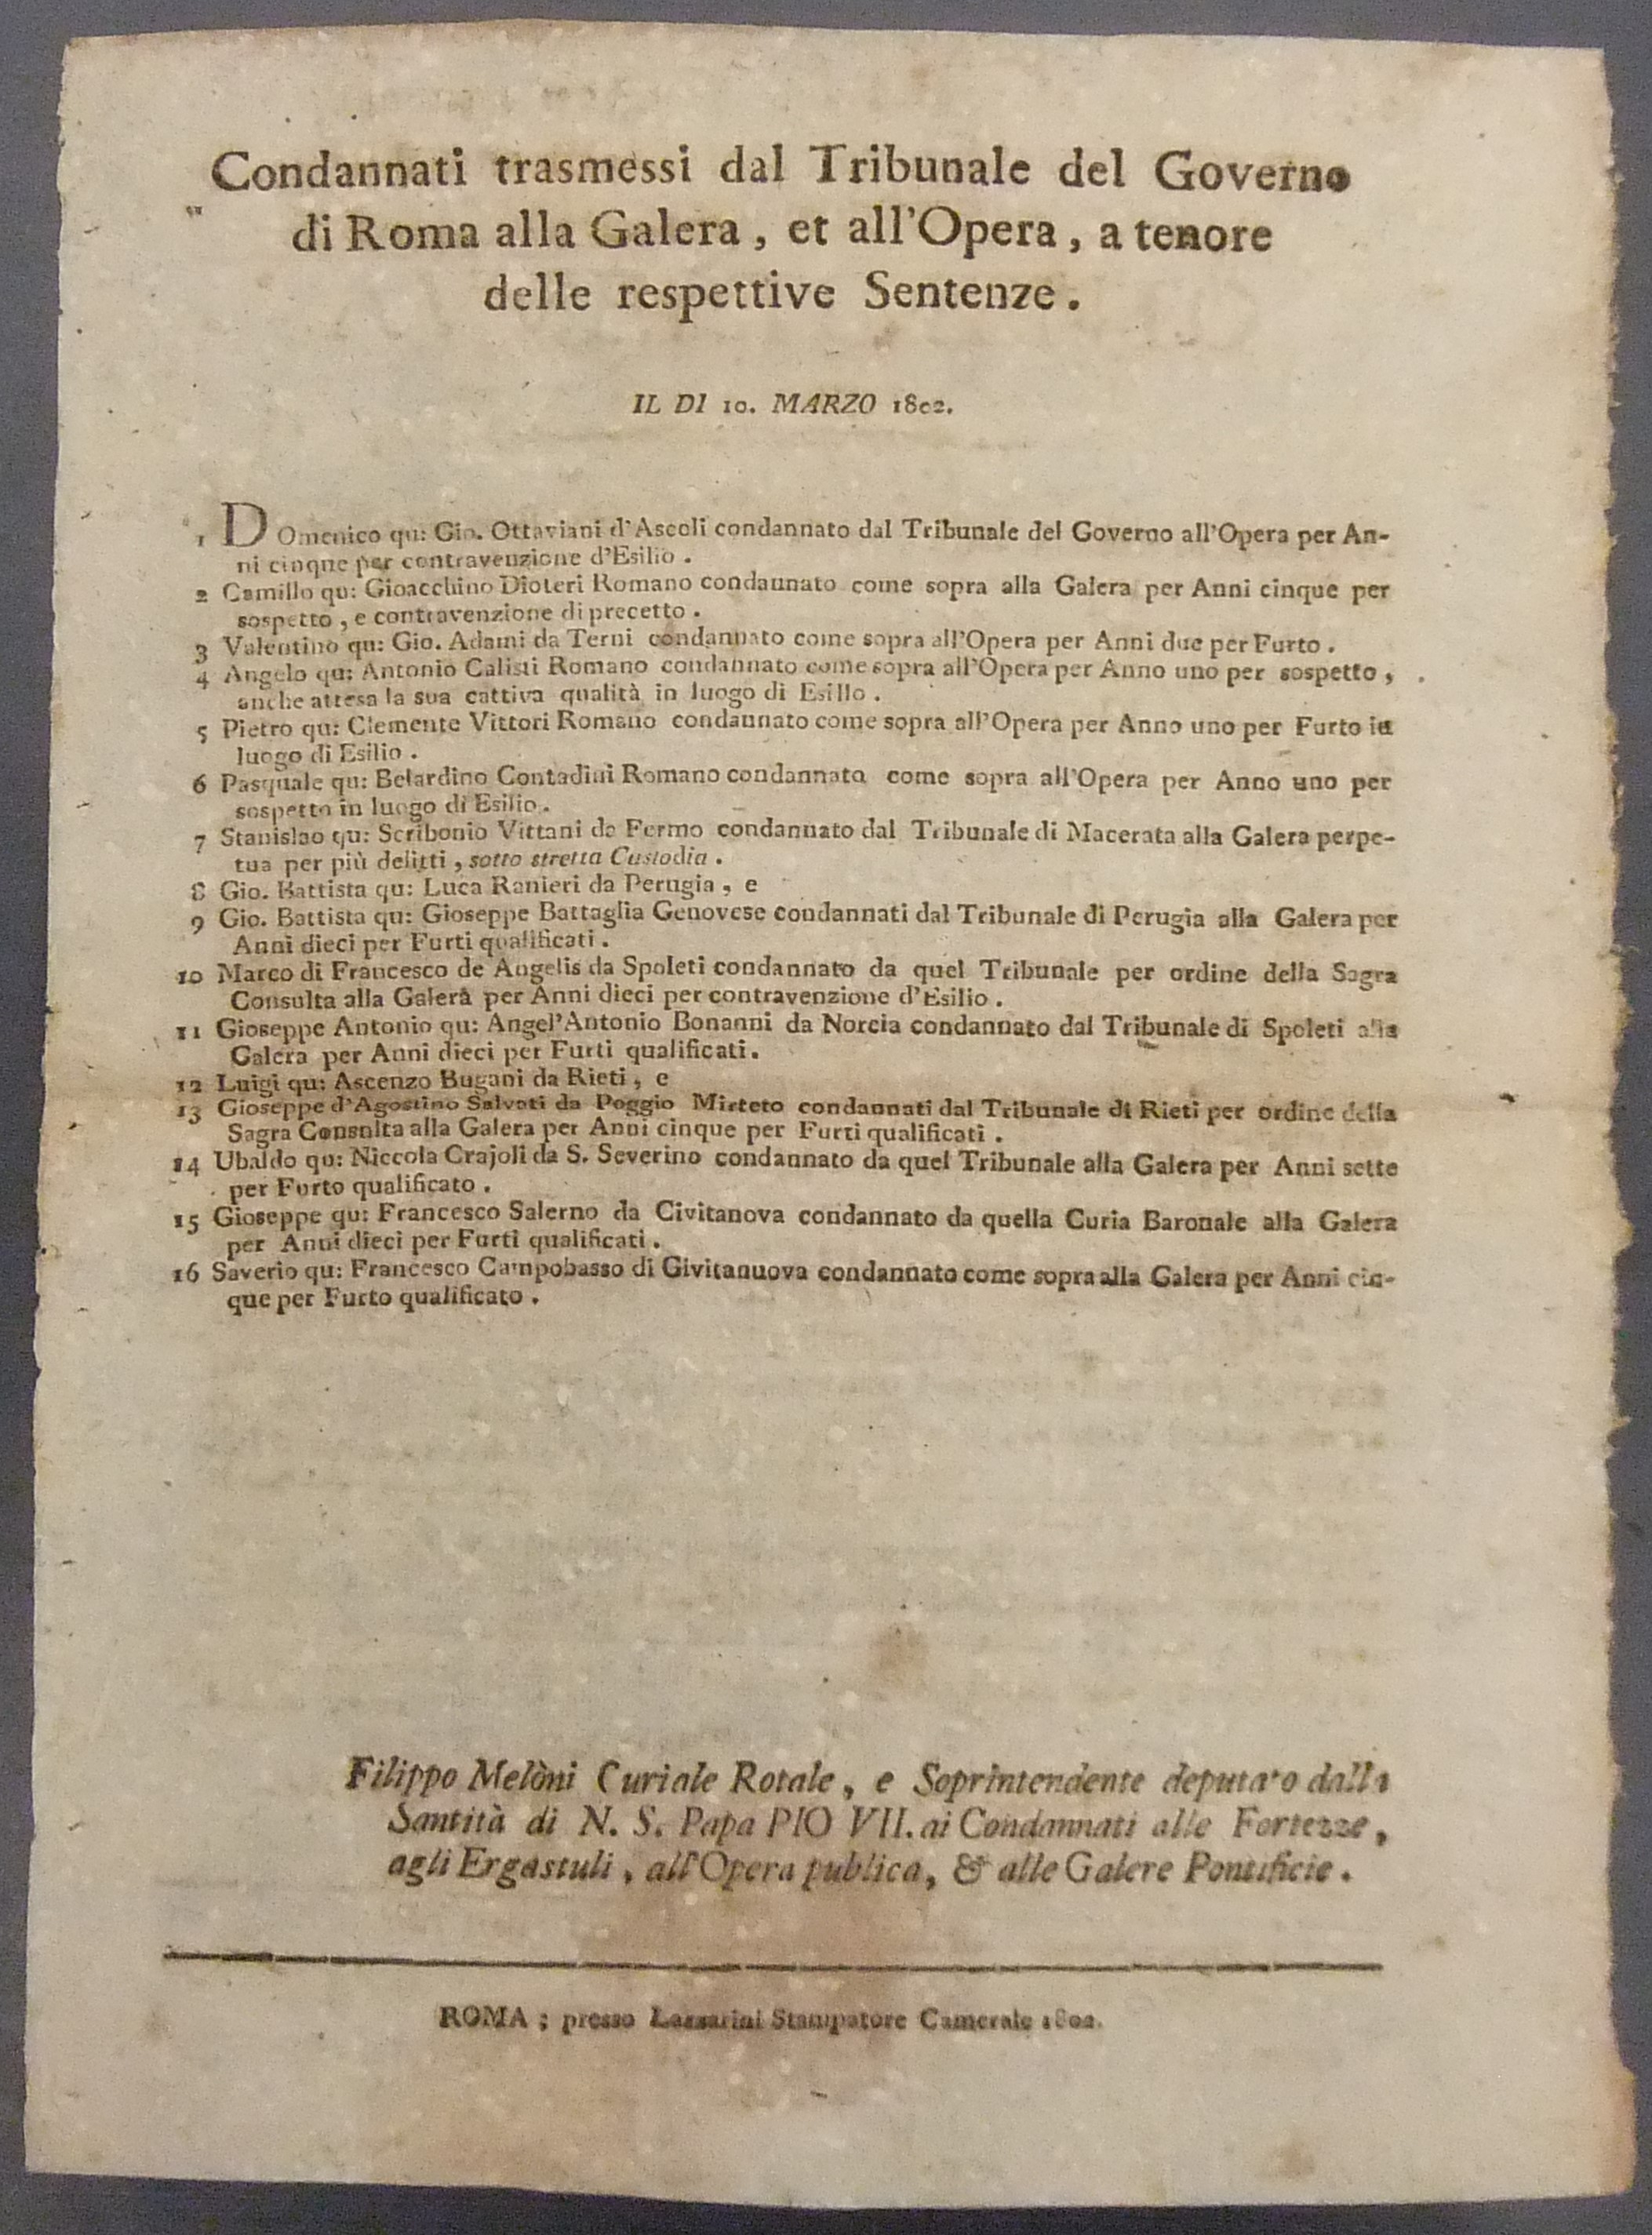 Condannati trasmessi dal Tribunale del Governo
di Roma alla Galera, et all'Opera, a tenore
delle respettive Sentenze.
IL DI 10. MARZO 1802.
1 DOmenico qu: Gio. Ottaviani d'Ascoli condannato dal Tribunale del Governo all'Opera per An-
ni cinque per contravenzione d'Esilio.
2 Camillo qu: Gioacchino Dioteri Romano condannato come sopra alla Galera per Anni cinque per
sospetto, e contravenzione di precetto.
3 Valentino qu: Gio. Adami da Terni condannato come sopra all'Opera per Anni due per Furto.
4 Angelo qu: Antonio Calisti Romano condannato come sopra all'Opera per Anno uno per sospetto,
anche attesa la sua cattiva qualità in luogo di Esilio.
5 Pietro qu: Clemente Vittori Romano condannato come sopra all'Opera per Anno uno per Furto in
luogo di Esilio.
6 Pasquale qu: Belardino Contadini Romano condannato come sopra all'Opera per Anno uno per
sospetto in luogo di Esilio.
7 Stanislao qu: Scribonio Vittani da Fermo condannato dal Tribunale di Macerata alla Galera perpe-
tua per più delitti, sotto stretta Custodia.
8 Gio. Battista qu: Luca Ranieri da Perugia, e
9 Gio. Battista qu: Gioseppe Battaglia Genovese condannati dal Tribunale di Perugia alla Galera per
Anni dieci per Furti qualificati.
10 Marco di Francesco de Angelis da Spoleti condannato da quel Tribunale per ordine della Sagra
Consulta alla Galera per Anni dieci per contravenzione d'Esilio.
11 Gioseppe Antonio qu: Angel'Antonio Bonanni da Norcia condannato dal Tribunale di Spoleti alla
Galera per Anni dieci per Furti qualificati.
12 Luigi qu: Ascenzo Bugani da Rieti, e
13 Gioseppe d'Agostino Salvati da Poggio Mirteto condannati dal Tribunale di Rieti per ordine della
Sagra Consulta alla Galera per Anni cinque per Furti qualificati.
14 Ubaldo qu: Niccola Crajoli da S. Severino condannato da quel Tribunale alla Galera per Anni sette
per Furto qualificato.
15 Gioseppe qu: Francesco Salerno da Civitanova condannato da quella Curia Baronale alla Galera
per Anni dieci per Furti qualificati.
16 Saverio qu: Francesco Campobasso di Givitanuova condannato come sopra alla Galera per Anni cin-
que per Furto qualificato.
Filippo Melòni Curiale Rotale, e Soprintendente deputato dalla
Santità di N. S. Papa PIO VII. ai Condannati alle Fortezze,
agli Ergastuli, all'Opera publica, & alle Galere Pontificie.
ROMA; presso Lazzarini Stampatore Camerale 1802.